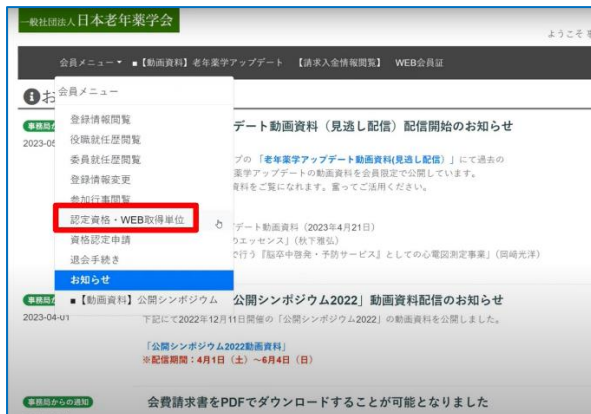 一般社団法人日本老年薬学会
ようこそ
会員メニュー ■【動画資料】老年薬学アップデート 【請求入金情報閲覧】 WEB会員証
お
会員メニュー
登録情報閲覧
役職就任歴閲覧
委員就任歴閲覧
登録情報変更
参加行事閲覧
認定資格・WEB取得単位
資格認定申請
退会手続き
お知らせ
■【動画資料】公開シンポジウム
事務局
デート動画資料（見逃し配信）配信開始のお知らせ
2023-05
プの「老年薬学アップデート動画資料(見逃し配信）」にて過去の
薬学アップデートの動画資料を会員限定で公開しています。
資料をご覧になれます。奮ってご活用ください。
デート動画資料（2023年4月21日）
のエッセンス」（秋下雅弘）
で行う『脳卒中啓発・予防サービス』としての心電図測定事業」（岡﨑光洋）
事務局
公開シンポジウム2022」動画資料配信のお知らせ
2023-04-01
下記にて2022年12月11日開催の「公開シンポジウム2022」の動画資料を公開しました。
「公開シンポジウム2022動画資料」
※配信期間：4月1日（土）～6月4日（日）
事務局からの通知
会費請求書をPDFでダウンロードすることが可能となりました